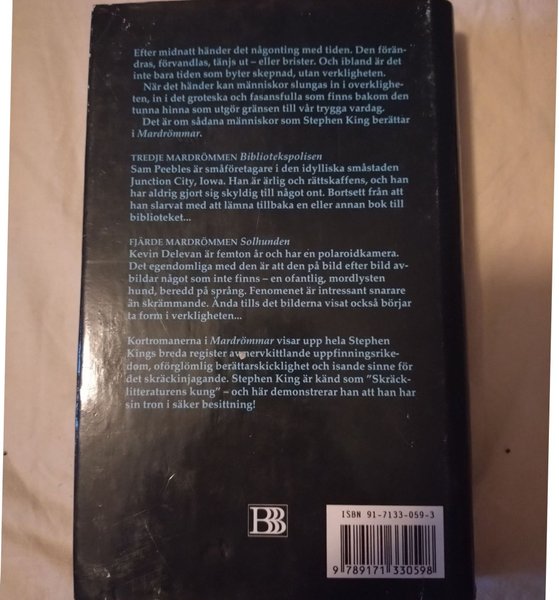 Efter midnatt händer det någonting med tiden. Den förän-
dras, förvandlas, tänjs ut – eller brister. Och ibland är det
inte bara tiden som byter skepnad, utan verkligheten.
När det händer kan människor slungas in i overklighe-
ten, in i det groteska och fasansfulla som finns bakom den
tunna hinna som utgör gränsen till vår trygga vardag.
Det är om sådana människor som Stephen King berättar
i Mardrömmar.
TREDJE MARDRÖMMEN Bibliotekspolisen
Sam Peebles är småföretagare i den idylliska småstaden
Junction City, Iowa. Han är ärlig och rättskaffens, och han
har aldrig gjort sig skyldig till något ont. Bortsett från att
han slarvat med att lämna tillbaka en eller annan bok till
biblioteket...
FJÄRDE MARDRÖMMEN Solhunden
Kevin Delevan är femton år och har en polaroidkamera.
Det egendomliga med den är att den på bild efter bild av-
bildar något som inte finns – en ofantlig, mordlysten
hund, beredd på språng. Fenomenet är intressant snarare
än skrämmande. Ända tills det bilderna visat också börjar
ta form i verkligheten...
Kortromanerna i Mardrömmar visar upp hela Stephen
Kings breda register av nervkittlande uppfinningsrike-
dom, oförglömlig berättarskicklighet och isande sinne för
det skräckinjagande. Stephen King är känd som ”Skräck-
litteraturens kung” – och här demonstrerar han att han har
sin tron i säker besittning!
BBB
ISBN 91-7133-059-3
9 789171 330598